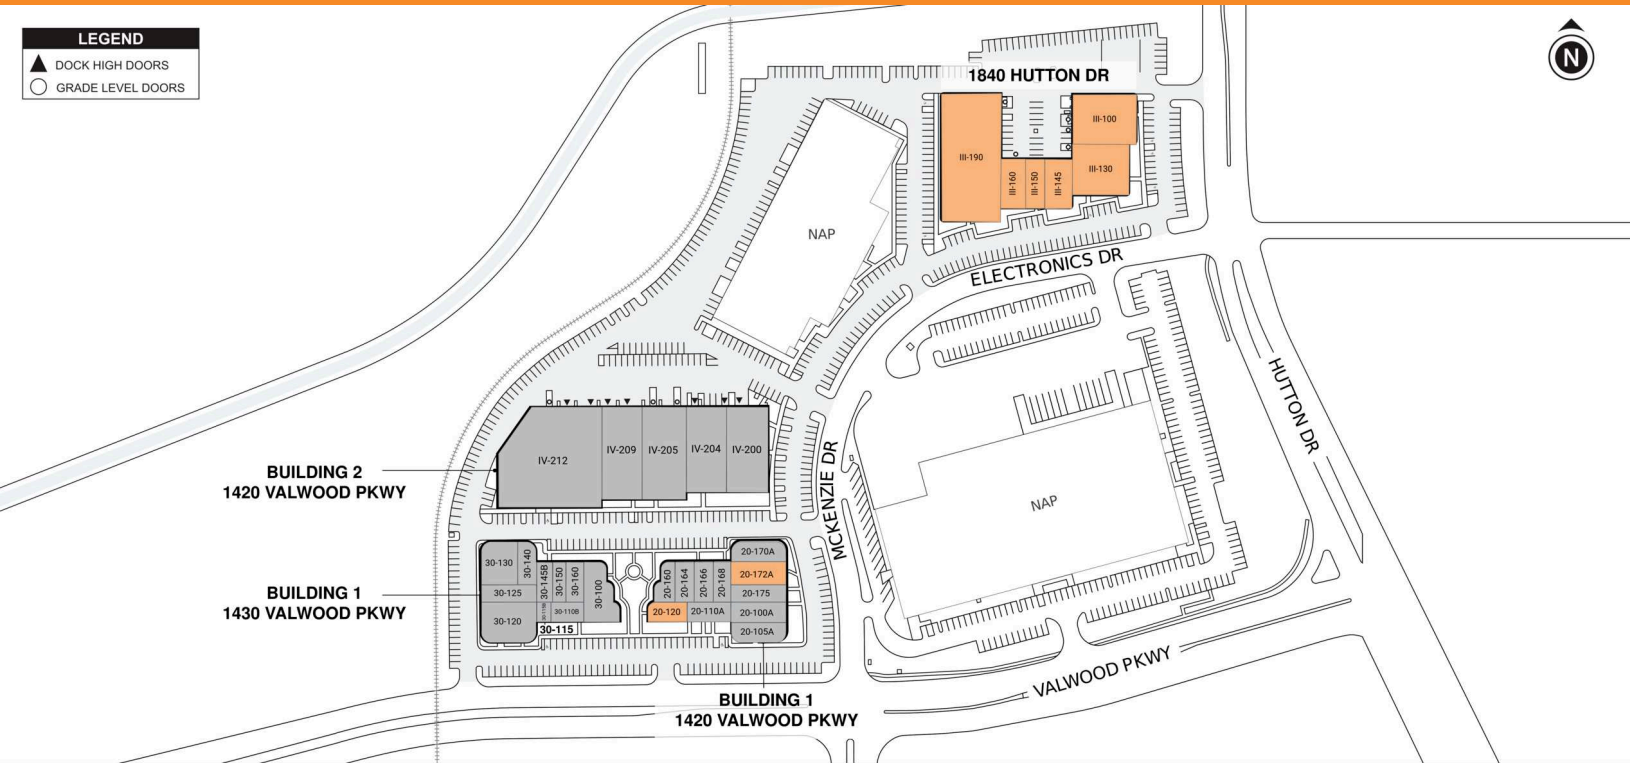 LEGEND
DOCK HIGH DOORS
GRADE LEVEL DOORS
N
1840 HUTTON DR
III-100
III-190
III-130
III-160
III-150
III-145
NAP
ELECTRONICS DR
HUTTON DR
MCKENZIE DR
NAP
IV-212
IV-209
IV-205
IV-204
IV-200
BUILDING 2
1420 VALWOOD PKWY
BUILDING 1
1430 VALWOOD PKWY
30-130
30-140
30-145B
30-150
30-160
30-100
30-125
30-120
30-110B
30-115
20-160
20-164
20-166
20-168
20-170A
20-172A
20-175
20-120
20-110A
20-100A
20-105A
BUILDING 1
1420 VALWOOD PKWY
VALWOOD PKWY